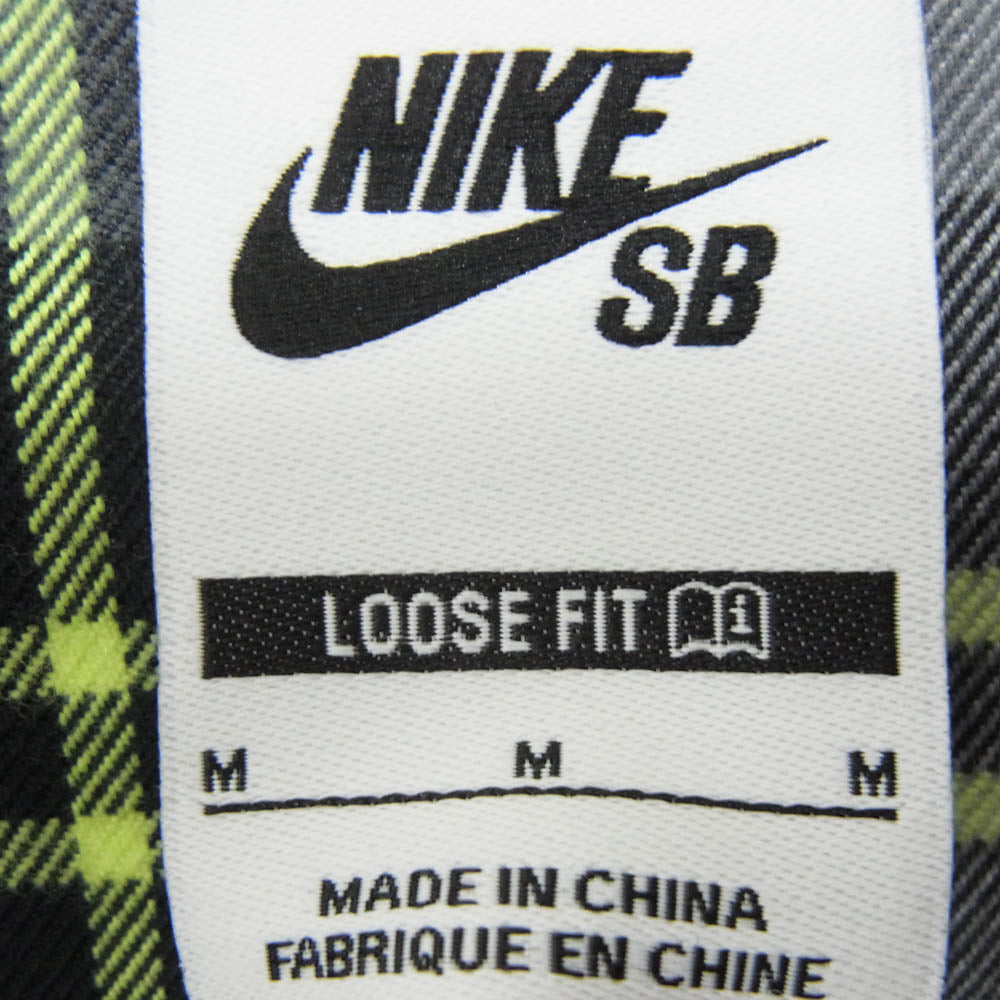 NIKE
SB
LOOSE FIT i
M M M
MADE IN CHINA
FABRIQUE EN CHINE